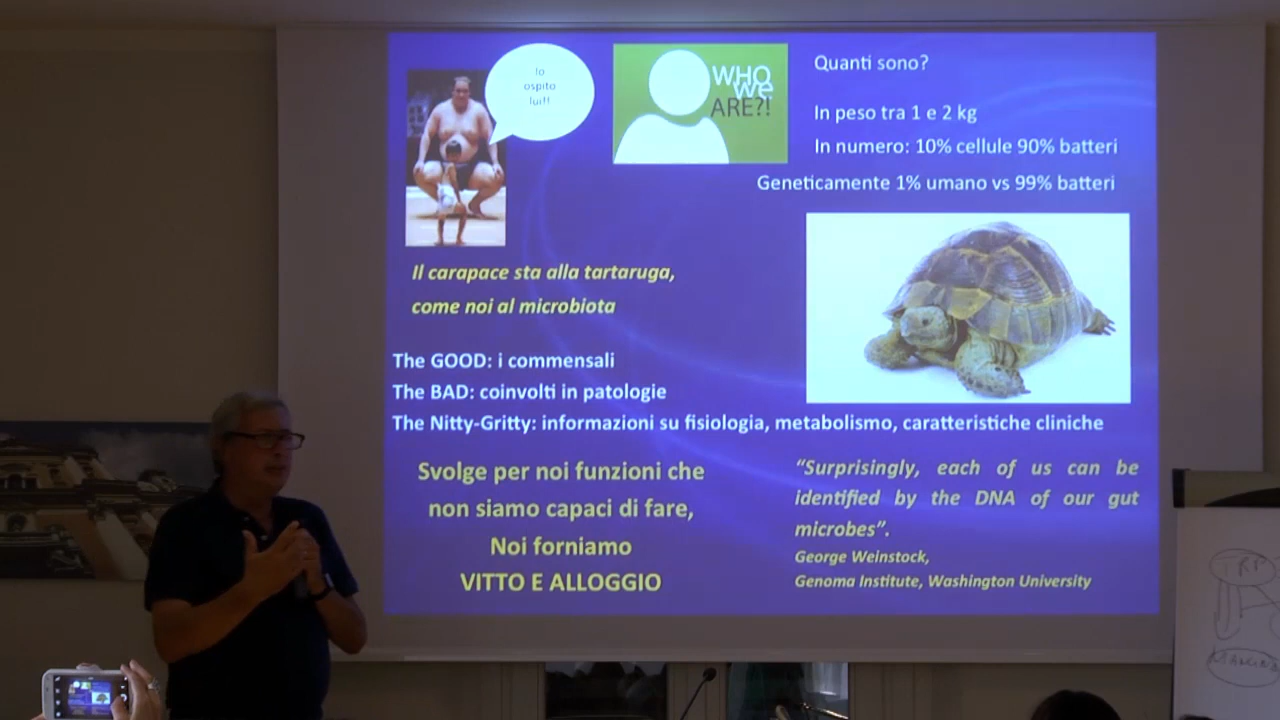 Io
ospito
lui!!
WHO
we
ARE?!
Quanti sono?
In peso tra 1 e 2 kg
In numero: 10% cellule 90% batteri
Geneticamente 1% umano vs 99% batteri
Il carapace sta alla tartaruga,
come noi al microbiota
The GOOD: i commensali
The BAD: coinvolti in patologie
The Nitty-Gritty: informazioni su fisiologia, metabolismo, caratteristiche cliniche
Svolge per noi funzioni che
non siamo capaci di fare,
Noi forniamo
VITTO E ALLOGGIO
“Surprisingly, each of us can be
identified by the DNA of our gut
microbes”.
George Weinstock,
Genoma Institute, Washington University
TRP